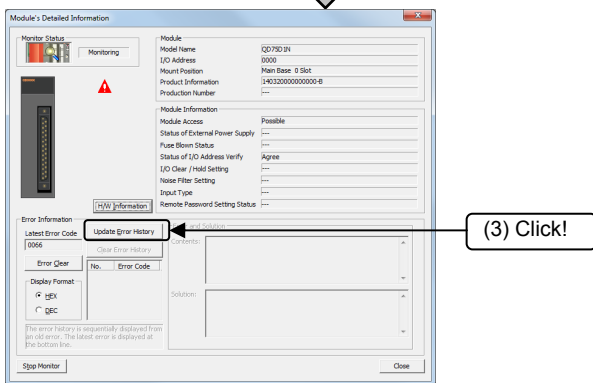 Module's Detailed Information
Monitor Status
Monitoring
H/W Information
Module
Model Name QD75D1N
I/O Address 0000
Mount Position Main Base 0 Slot
Product Information 140320000000000-B
Production Number ---
Module Information
Module Access Possible
Status of External Power Supply ---
Fuse Blown Status ---
Status of I/O Address Verify Agree
I/O Clear / Hold Setting ---
Noise Filter Setting ---
Input Type ---
Remote Password Setting Status ---
Error Information
Latest Error Code
0066
Update Error History
Clear Error History
Error Clear
No. Error Code
Display Format
HEX
DEC
The error history is sequentially displayed from
an old error. The latest error is displayed at
the bottom line.
and Solution
Contents:
Solution:
Stop Monitor
Close
(3) Click!